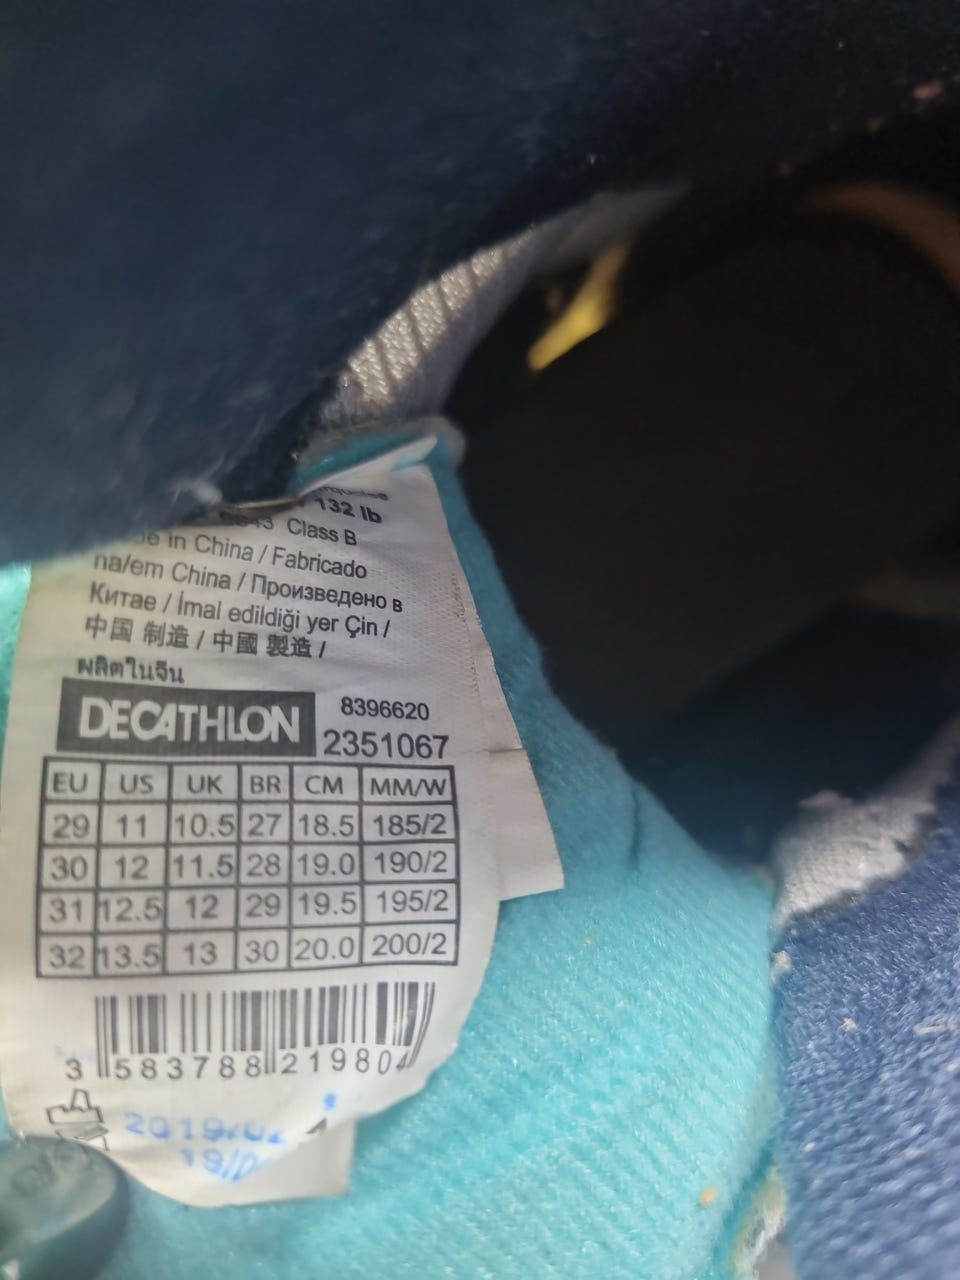 132 lb
Class B
in China / Fabricado
na/em China / Произведено в
Китае / İmal edildiği yer Çin /
中国 制造 / 中國 製造 /
ผลิตในจีน
DECATHLON 8396620
2351067
EU US UK BR CM MM/W
29 11 10.5 27 18.5 185/2
30 12 11.5 28 19.0 190/2
31 12.5 12 29 19.5 195/2
32 13.5 13 30 20.0 200/2
3 583788 219804